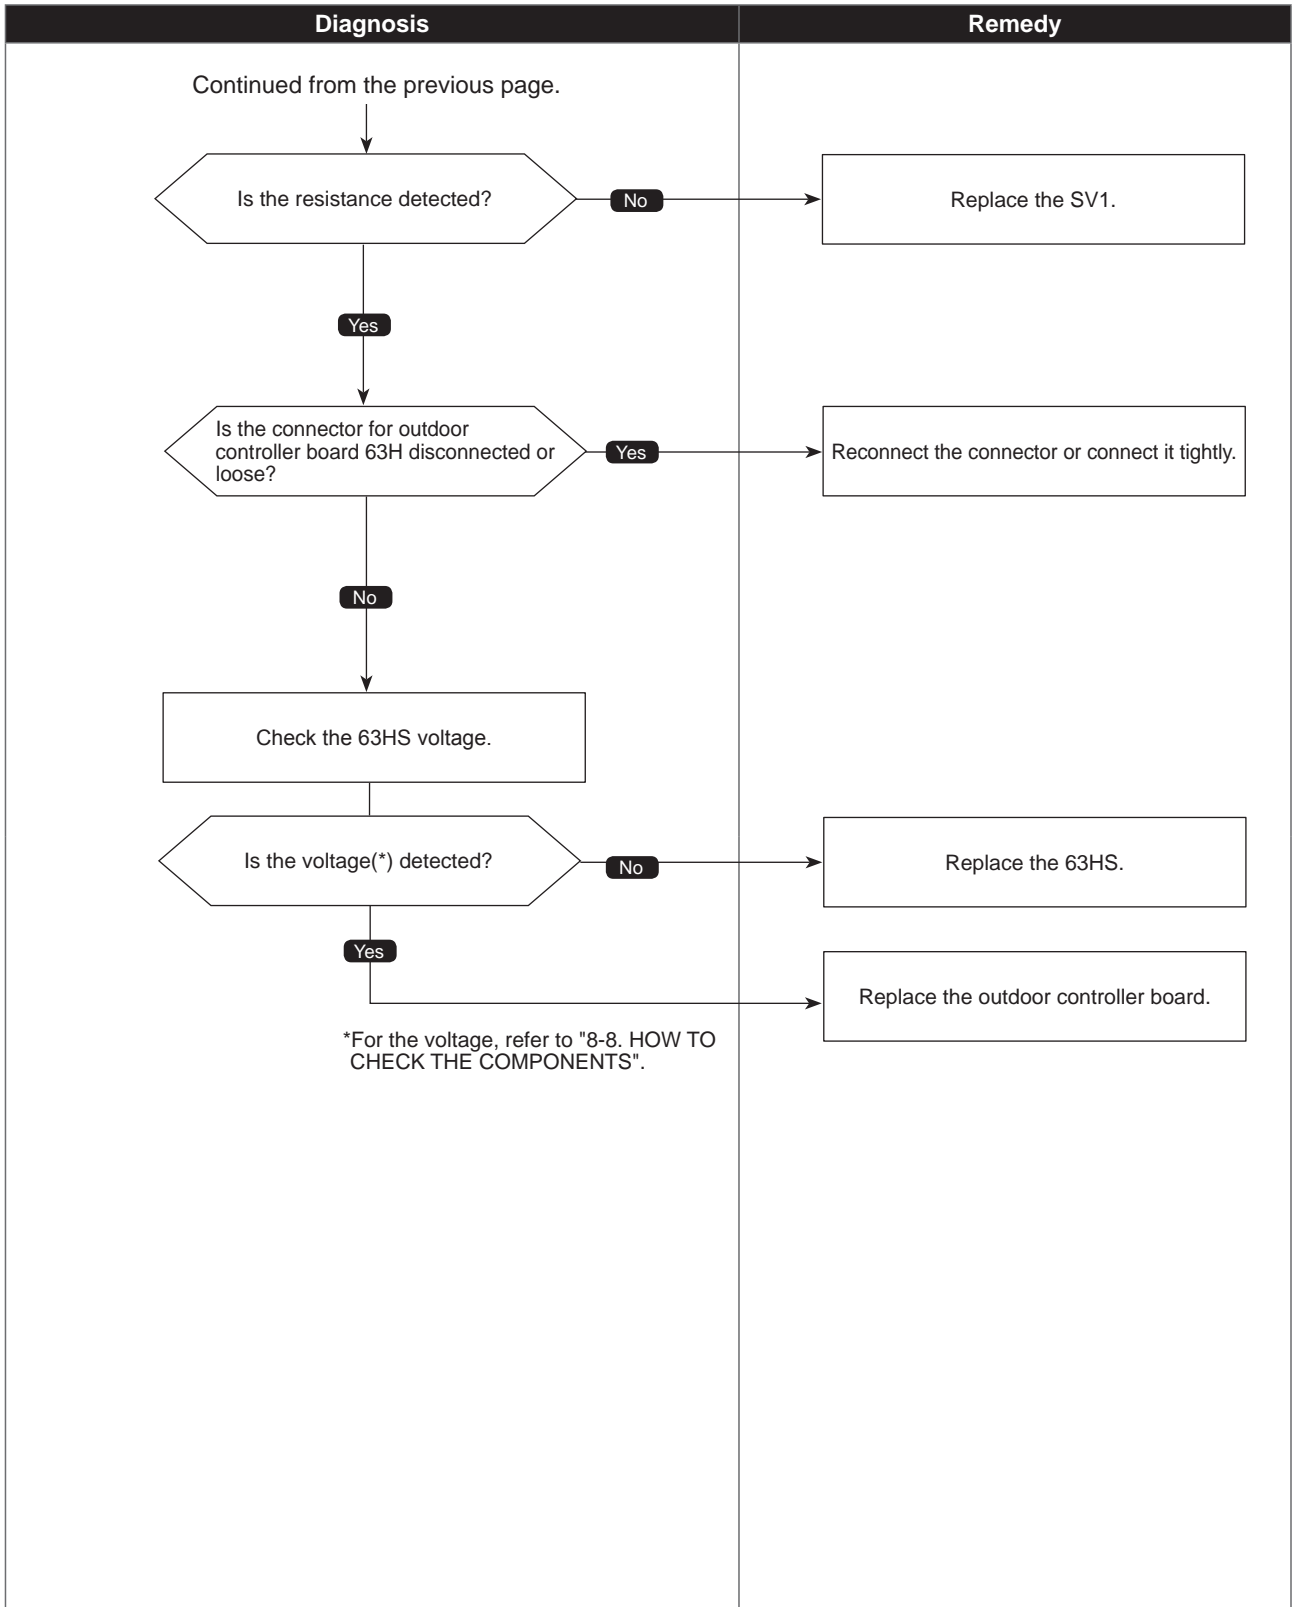 Diagnosis
Remedy
Continued from the previous page.
Is the resistance detected?
No
Replace the SV1.
Yes
Is the connector for outdoor
controller board 63H disconnected or
loose?
Yes
Reconnect the connector or connect it tightly.
No
Check the 63HS voltage.
Is the voltage(*) detected?
No
Replace the 63HS.
Yes
Replace the outdoor controller board.
*For the voltage, refer to "8-8. HOW TO
CHECK THE COMPONENTS".